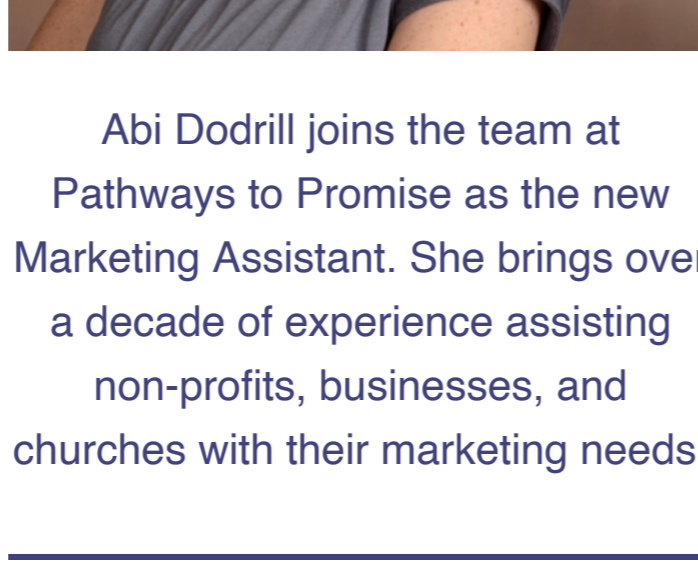 Abi Dodrill joins the team at
Pathways to Promise as the new
Marketing Assistant. She brings over
a decade of experience assisting
non-profits, businesses, and
churches with their marketing needs